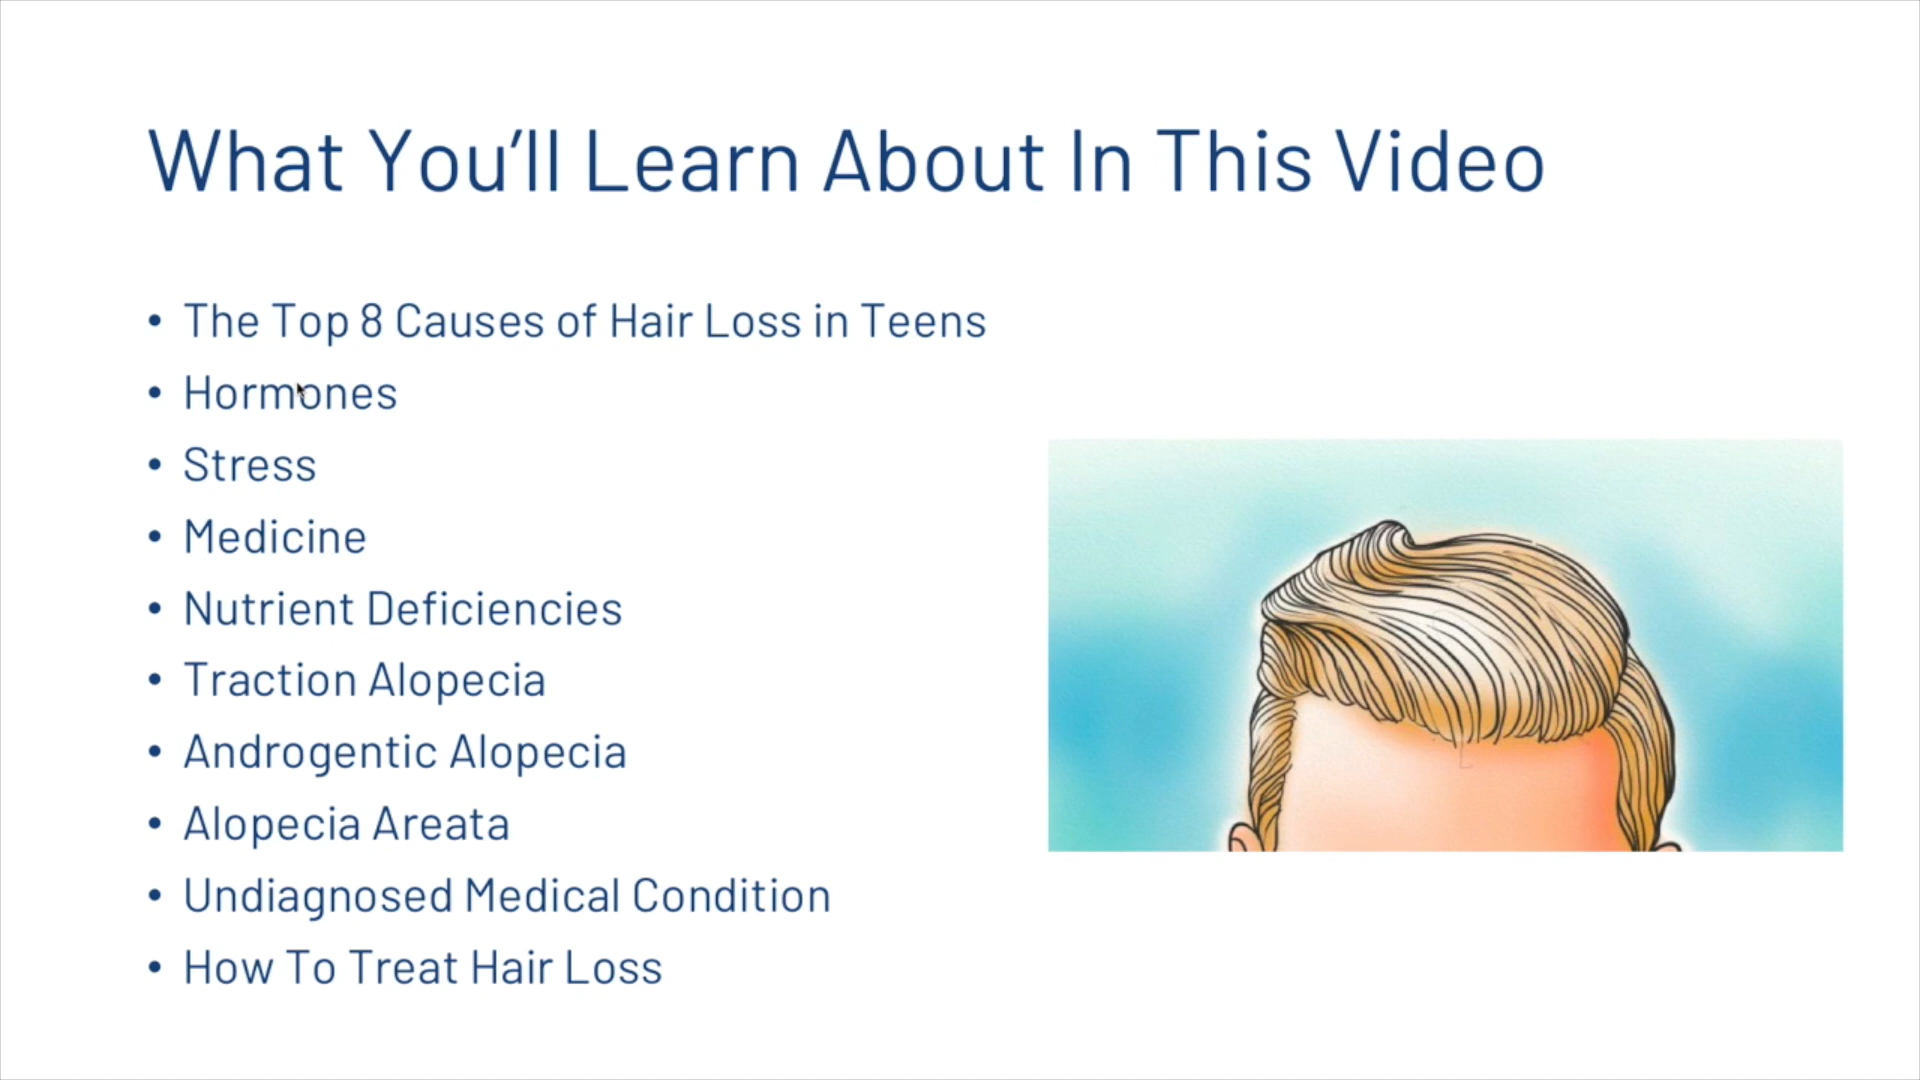 What You’ll Learn About In This Video
• The Top 8 Causes of Hair Loss in Teens
• Hormones
• Stress
• Medicine
• Nutrient Deficiencies
• Traction Alopecia
• Androgentic Alopecia
• Alopecia Areata
• Undiagnosed Medical Condition
• How To Treat Hair Loss